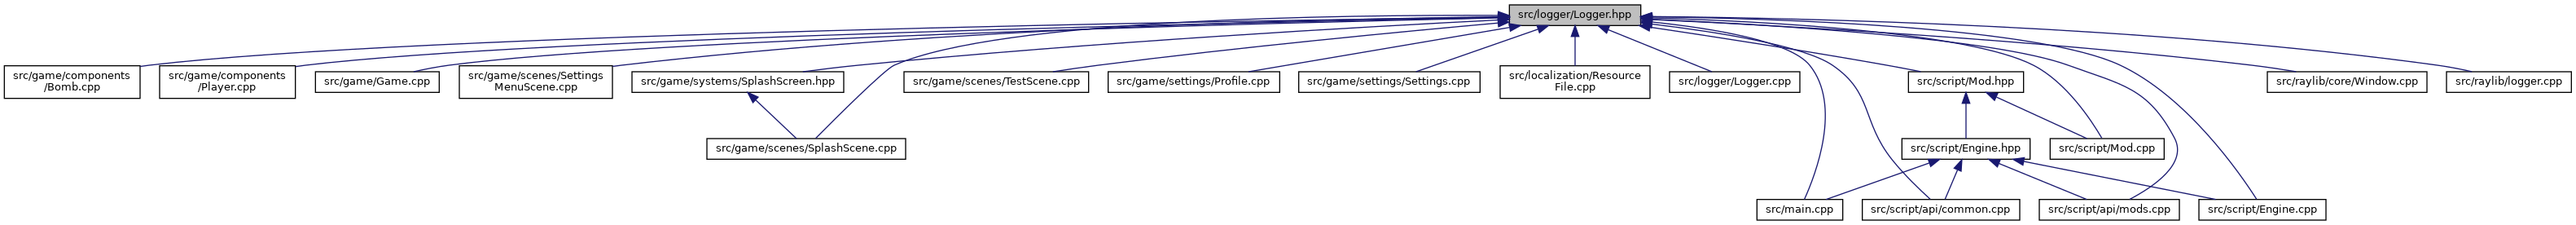 src/logger/Logger.hpp
src/game/components
/Bomb.cpp
src/game/components
/Player.cpp
src/game/Game.cpp
src/game/scenes/Settings
MenuScene.cpp
src/game/systems/SplashScreen.hpp
src/game/scenes/TestScene.cpp
src/game/settings/Profile.cpp
src/game/settings/Settings.cpp
src/localization/Resource
File.cpp
src/logger/Logger.cpp
src/script/Mod.hpp
src/raylib/core/Window.cpp
src/raylib/logger.cpp
src/game/scenes/SplashScene.cpp
src/script/Engine.hpp
src/script/Mod.cpp
src/main.cpp
src/script/api/common.cpp
src/script/api/mods.cpp
src/script/Engine.cpp